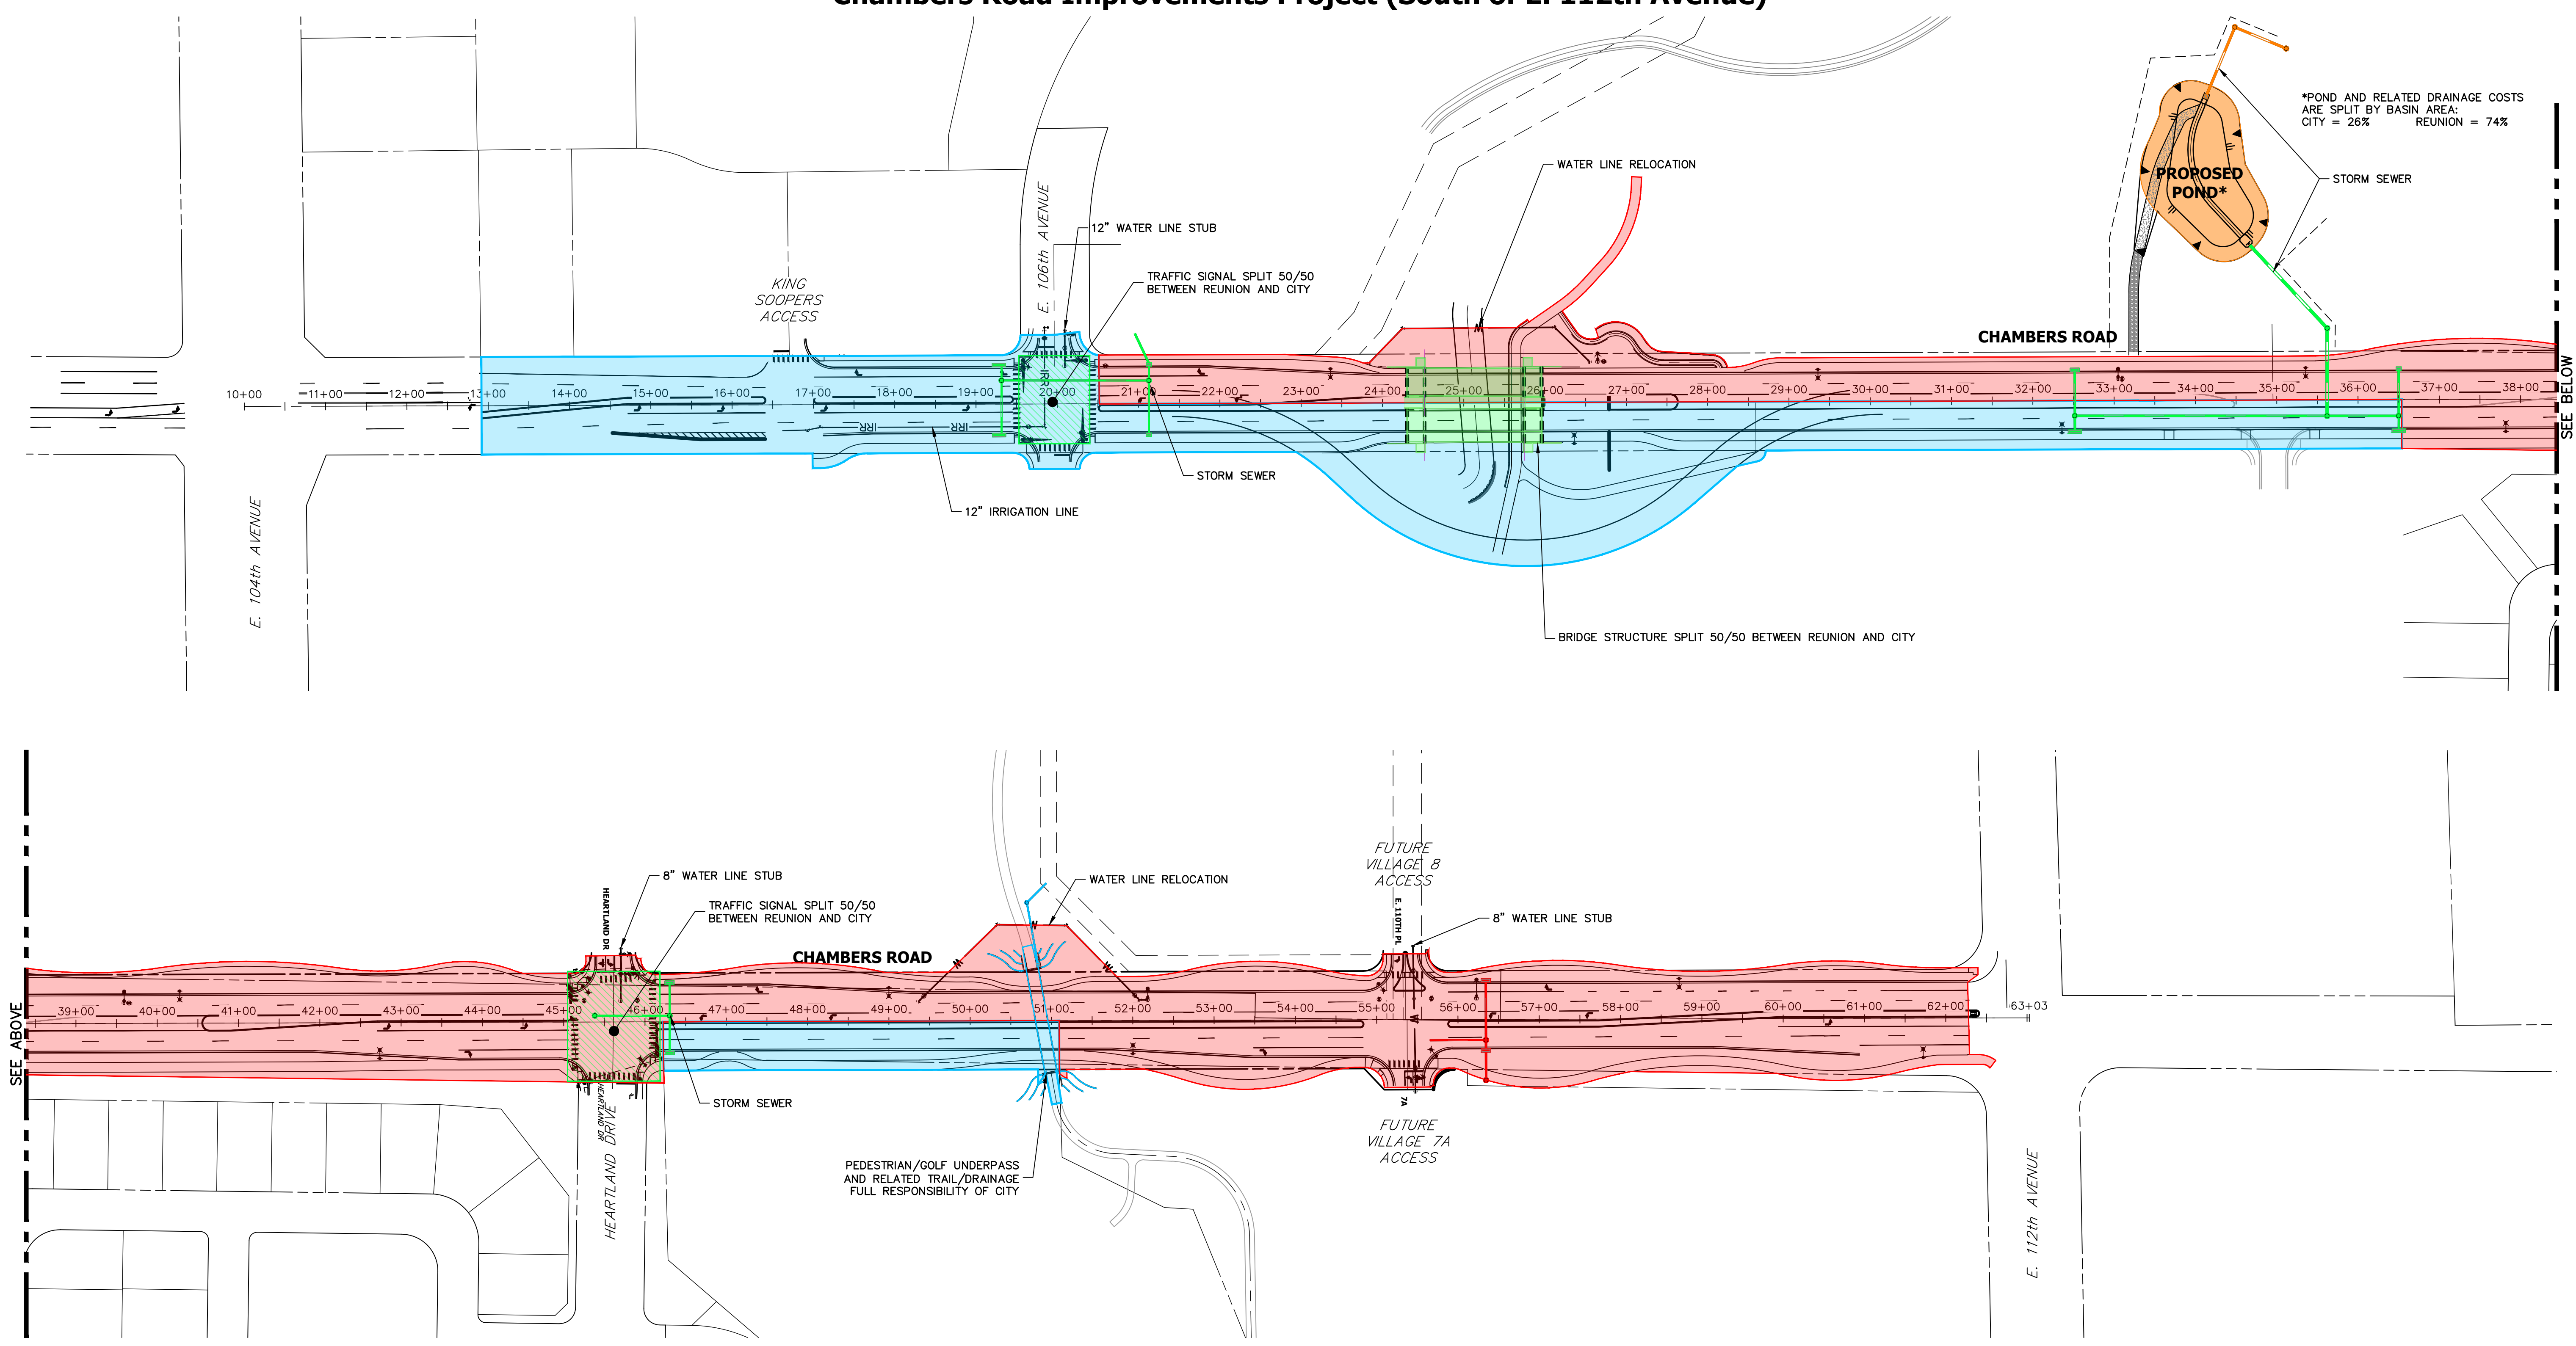 Chambers Road Improvements Project (South of E. 112th Avenue)
*POND AND RELATED DRAINAGE COSTS
ARE SPLIT BY BASIN AREA:
CITY = 26% REUNION = 74%
PROPOSED
POND*
STORM SEWER
WATER LINE RELOCATION
E. 106th AVENUE
12" WATER LINE STUB
TRAFFIC SIGNAL SPLIT 50/50
BETWEEN REUNION AND CITY
KING
SOOPERS
ACCESS
CHAMBERS ROAD
10+00
11+00
12+00
13+00
14+00
15+00
16+00
17+00
18+00
19+00
20+00
21+00
22+00
23+00
24+00
25+00
26+00
27+00
28+00
29+00
30+00
31+00
32+00
33+00
34+00
35+00
36+00
37+00
38+00
SEE BELOW
IRR
IRR
IRR
STORM SEWER
12" IRRIGATION LINE
E. 104th AVENUE
BRIDGE STRUCTURE SPLIT 50/50 BETWEEN REUNION AND CITY
FUTURE
VILLAGE 8
ACCESS
8" WATER LINE STUB
WATER LINE RELOCATION
TRAFFIC SIGNAL SPLIT 50/50
BETWEEN REUNION AND CITY
HEARTLAND DR
E. 110TH PL
8" WATER LINE STUB
CHAMBERS ROAD
SEE ABOVE
39+00
40+00
41+00
42+00
43+00
44+00
45+00
46+00
47+00
48+00
49+00
50+00
51+00
52+00
53+00
54+00
55+00
56+00
57+00
58+00
59+00
60+00
61+00
62+00
63+03
W
STORM SEWER
7A
HEARTLAND DR
HEARTLAND DRIVE
FUTURE
VILLAGE 7A
ACCESS
PEDESTRIAN/GOLF UNDERPASS
AND RELATED TRAIL/DRAINAGE
FULL RESPONSIBILITY OF CITY
E. 112th AVENUE